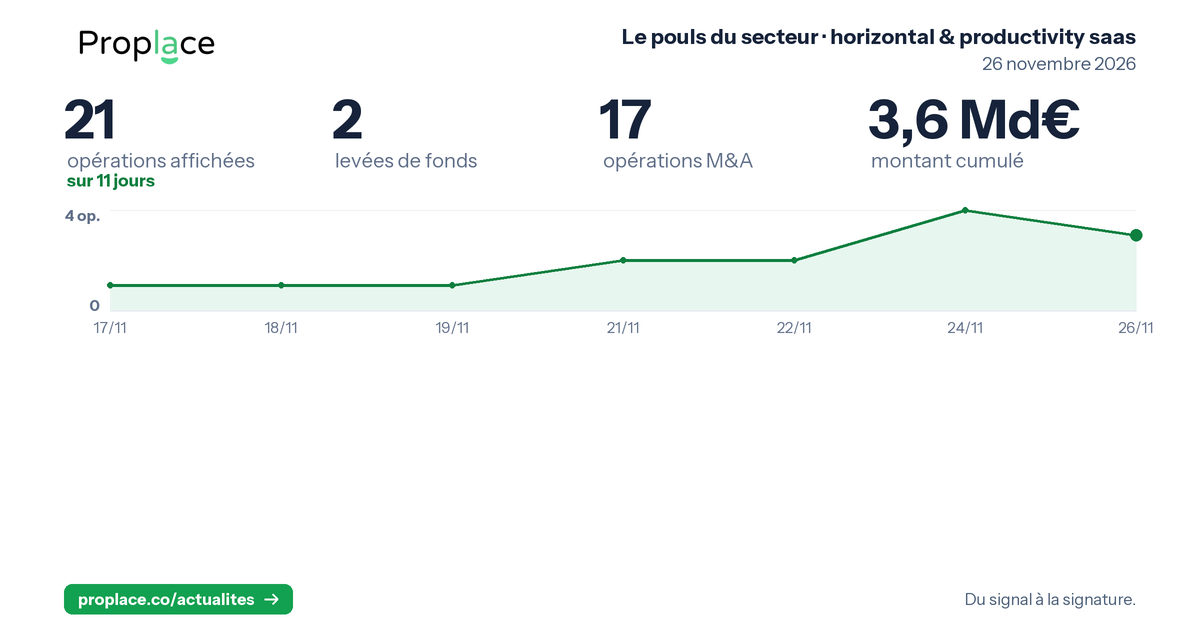 Proplace
Le pouls du secteur · horizontal & productivity saas
26 novembre 2026
21
opérations affichées
sur 11 jours
2
levées de fonds
17
opérations M&A
3,6 Md€
montant cumulé
4 op.
0
17/11
18/11
19/11
21/11
22/11
24/11
26/11
proplace.co/actualites →
Du signal à la signature.